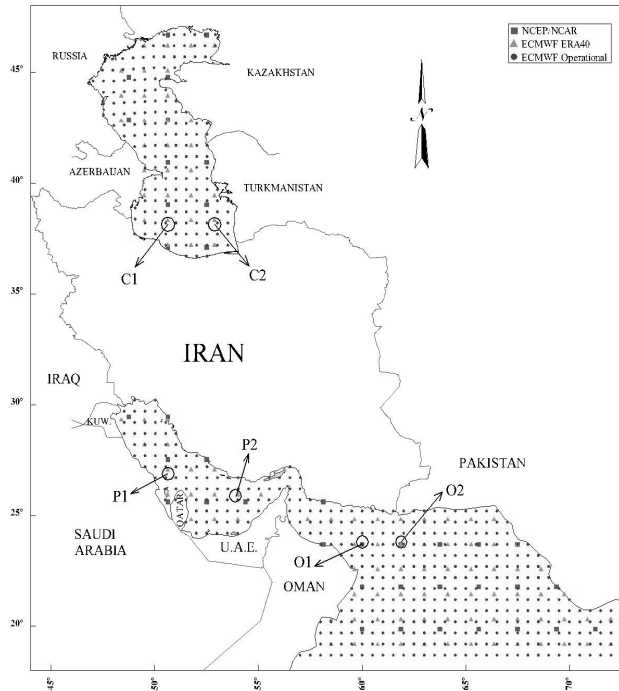 NCEP/NCAR
ECMWF ERA40
ECMWF Operational
RUSSIA
KAZAKHSTAN
45°
AZERBAIJAN
TURKMANISTAN
40°
C1
C2
35°
IRAN
IRAQ
30°
KUW.
P2
PAKISTAN
P1
QATAR
O2
25°
SAUDI
ARABIA
U.A.E.
O1
OMAN
20°
45°
50°
55°
60°
65°
70°